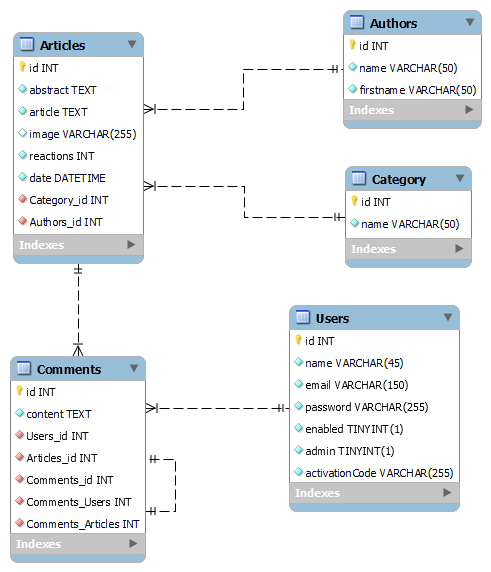 Articles
id INT
abstract TEXT
article TEXT
image VARCHAR(255)
reactions INT
date DATETIME
Category_id INT
Authors_id INT
Indexes
Authors
id INT
name VARCHAR(50)
firstname VARCHAR(50)
Indexes
Category
id INT
name VARCHAR(50)
Indexes
Comments
id INT
content TEXT
Users_id INT
Articles_id INT
Comments_id INT
Comments_Users INT
Comments_Articles INT
Indexes
Users
id INT
name VARCHAR(45)
email VARCHAR(150)
password VARCHAR(255)
enabled TINYINT(1)
admin TINYINT(1)
activationCode VARCHAR(255)
Indexes